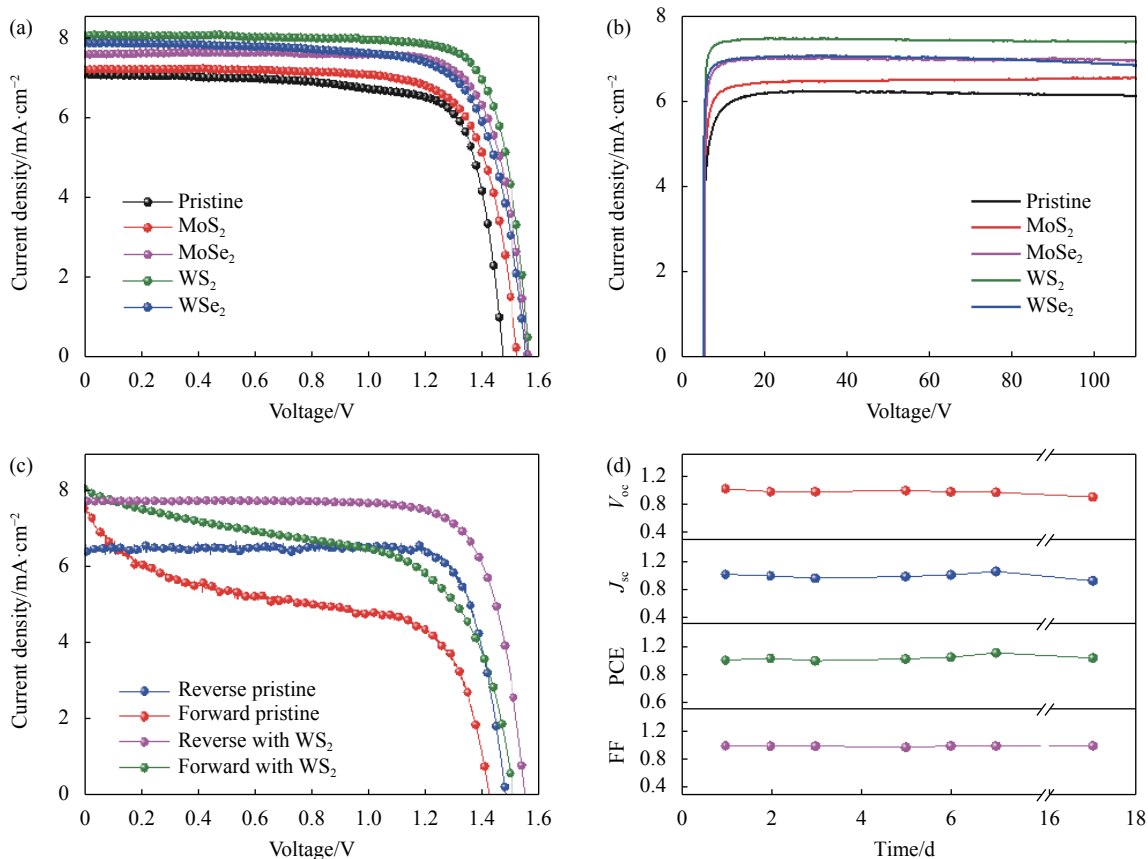 (a)
8
6
4
2
0
Current density/mA·cm⁻²
Pristine
MoS₂
MoSe₂
WS₂
WSe₂
0 0.2 0.4 0.6 0.8 1.0 1.2 1.4 1.6
Voltage/V
(b)
8
6
4
2
0
Current density/mA·cm⁻²
Pristine
MoS₂
MoSe₂
WS₂
WSe₂
0 20 40 60 80 100
Voltage/V
(c)
8
6
4
2
0
Current density/mA·cm⁻²
Reverse pristine
Forward pristine
Reverse with WS₂
Forward with WS₂
0 0.2 0.4 0.6 0.8 1.0 1.2 1.4 1.6
Voltage/V
(d)
Voc
1.2
0.8
0.4
Jsc
1.2
0.8
0.4
PCE
1.2
1.0
0.6
FF
1.2
0.8
0.4
0 2 4 6 16 18
Time/d